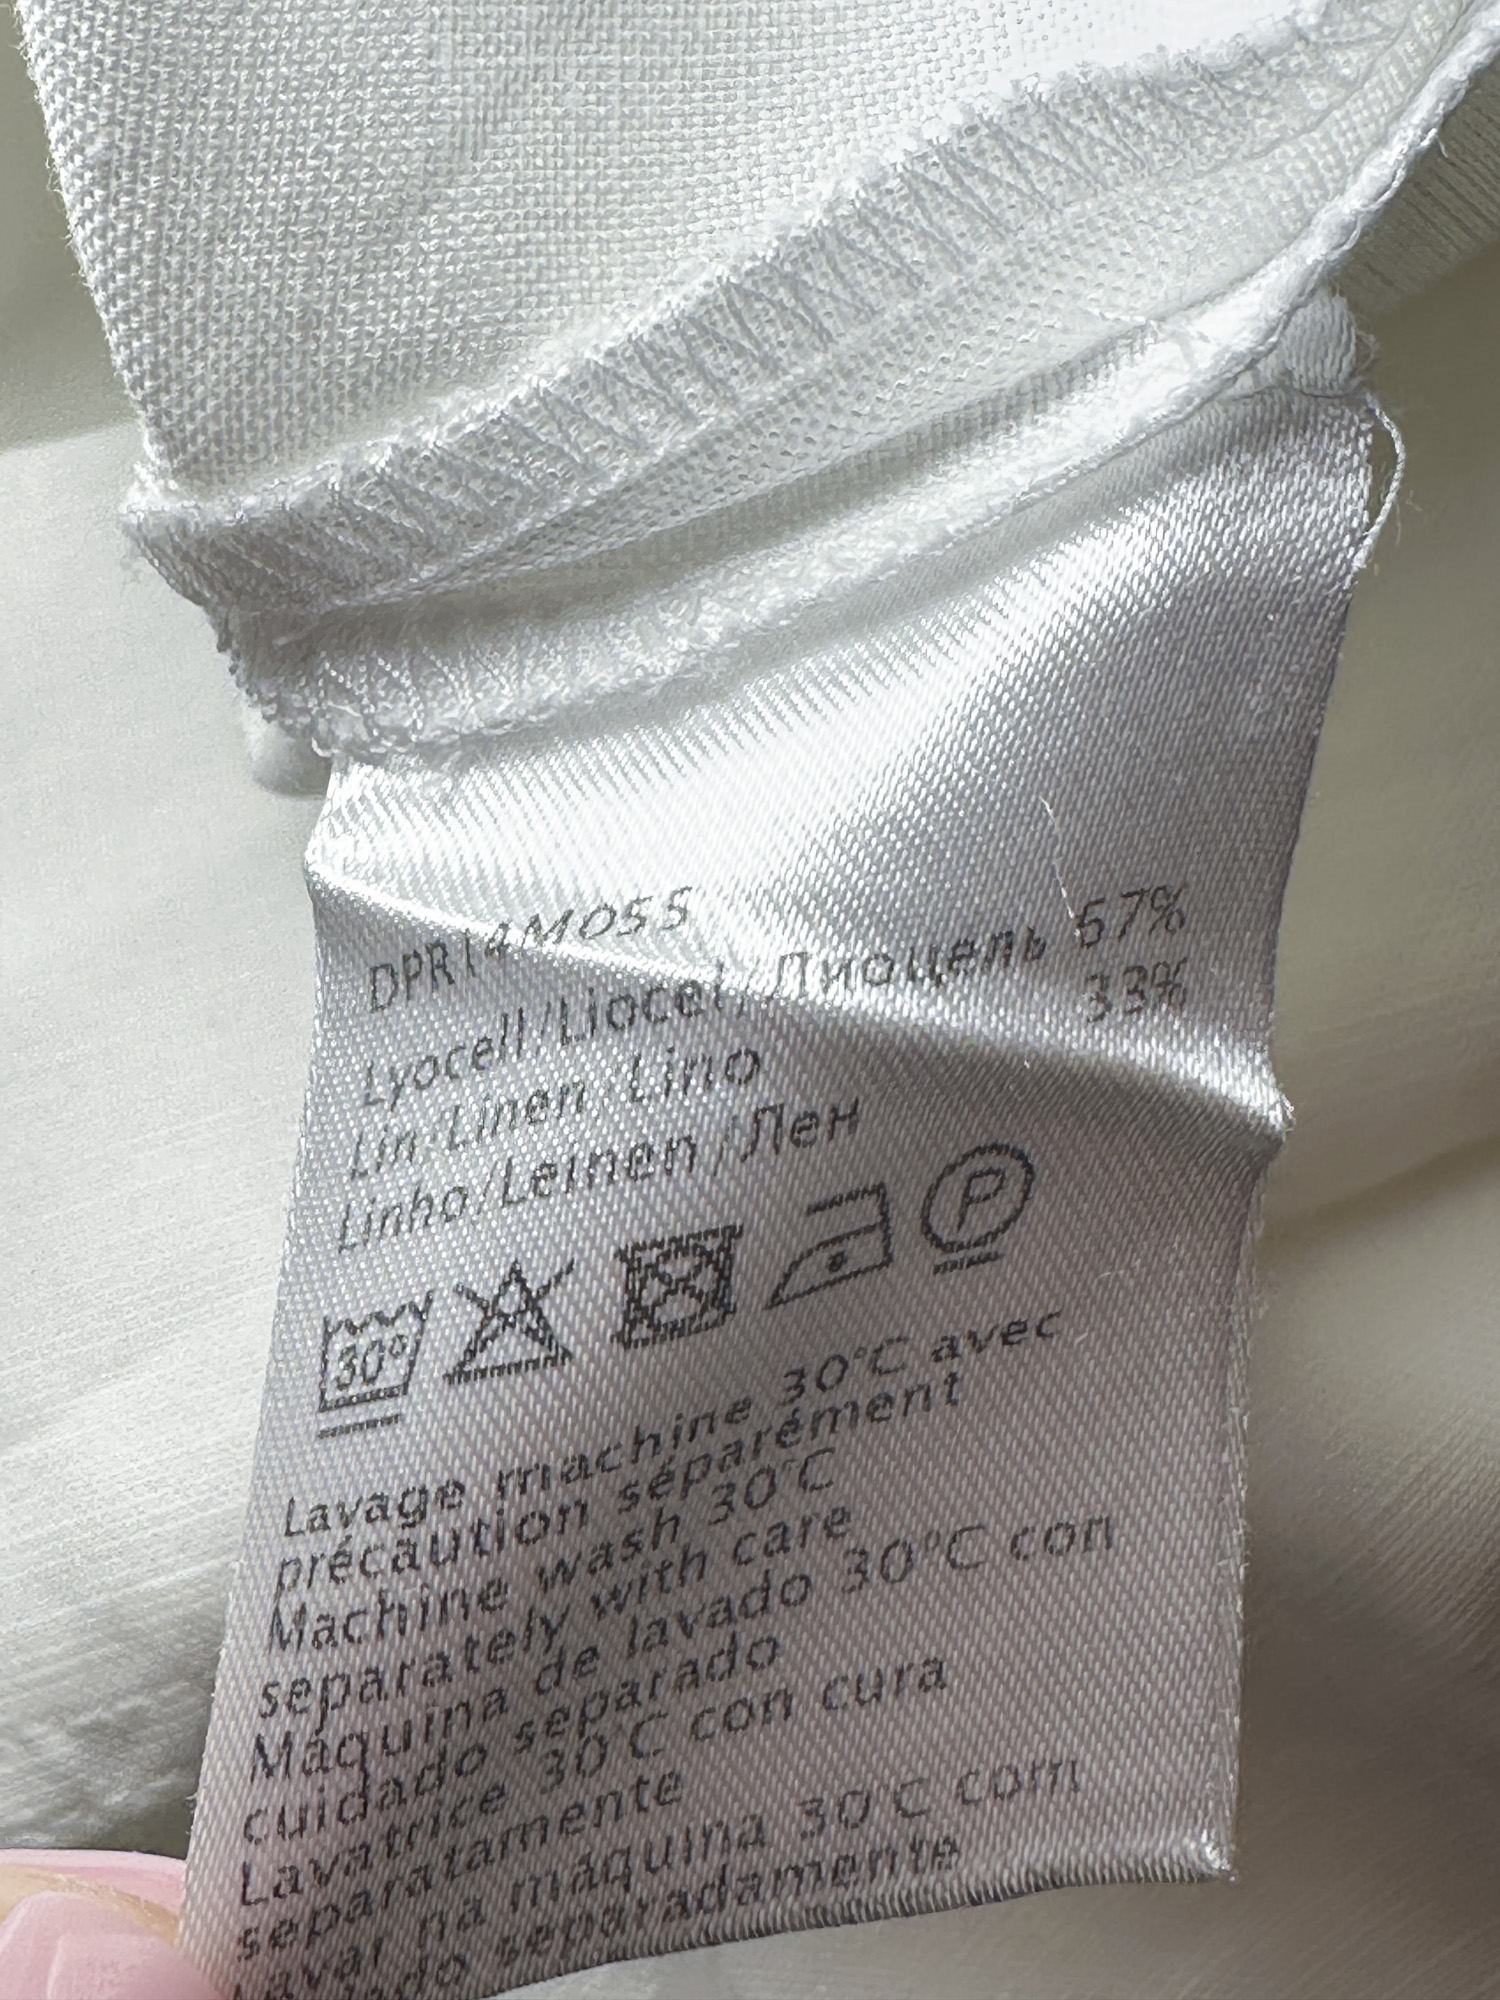 DPR14M055
Lyocell/Liocel/Лиоцель 67%
Lin/Linen/Lino 33%
Linho/Leinen/Лен
30° P
Lavage machine 30°C avec
précaution séparément
Machine wash 30°C
separately with care
Máquina de lavado 30°C con
cuidado separado
Lavatrice 30°C con cura
separatamente
Lavar na máquina 30°C com
separadamente